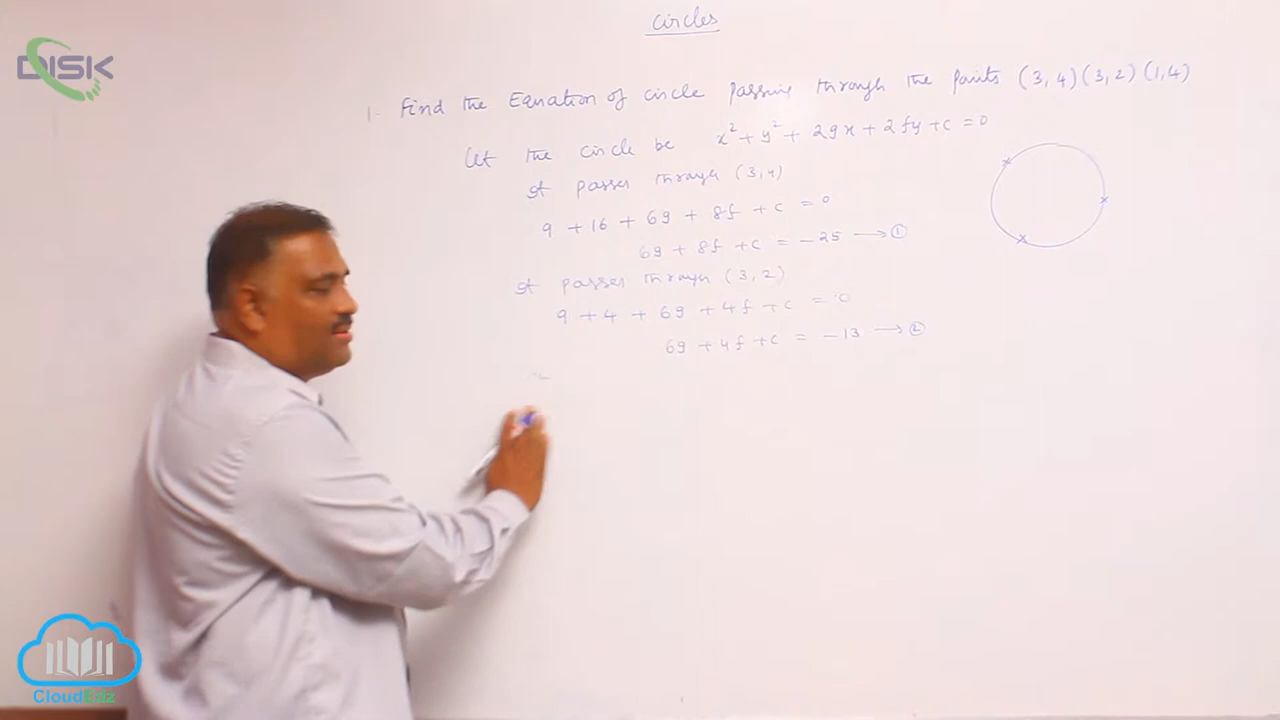 Circles
DISK
1. Find the Equation of circle passing through the points (3,4)(3,2)(1,4)
Let the circle be x² + y² + 2gx + 2fy + c = 0
It passes through (3,4)
9 + 16 + 6g + 8f + c = 0
6g + 8f + c = -25 → ①
It passes through (3,2)
9 + 4 + 6g + 4f + c = 0
6g + 4f + c = -13 → ②
CloudEdz